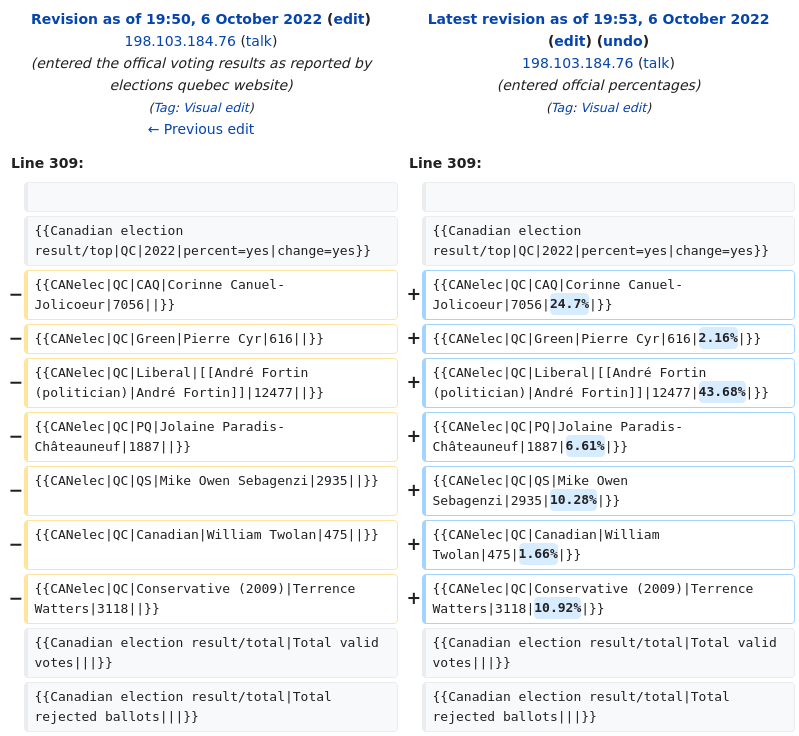 Revision as of 19:50, 6 October 2022 (edit)
198.103.184.76 (talk)
(entered the offical voting results as reported by
elections quebec website)
(Tag: Visual edit)
← Previous edit
Latest revision as of 19:53, 6 October 2022
(edit) (undo)
198.103.184.76 (talk)
(entered offcial percentages)
(Tag: Visual edit)
Line 309:
Line 309:
{{Canadian election
result/top|QC|2022|percent=yes|change=yes}}
{{Canadian election
result/top|QC|2022|percent=yes|change=yes}}
− {{CANelec|QC|CAQ|Corinne Canuel-
Jolicoeur|7056||}}
+ {{CANelec|QC|CAQ|Corinne Canuel-
Jolicoeur|7056|24.7%|}}
− {{CANelec|QC|Green|Pierre Cyr|616||}}
+ {{CANelec|QC|Green|Pierre Cyr|616|2.16%|}}
− {{CANelec|QC|Liberal|[[André Fortin
(politician)|André Fortin]]|12477||}}
+ {{CANelec|QC|Liberal|[[André Fortin
(politician)|André Fortin]]|12477|43.68%|}}
− {{CANelec|QC|PQ|Jolaine Paradis-
Châteauneuf|1887||}}
+ {{CANelec|QC|PQ|Jolaine Paradis-
Châteauneuf|1887|6.61%|}}
− {{CANelec|QC|QS|Mike Owen Sebagenzi|2935||}}
+ {{CANelec|QC|QS|Mike Owen
Sebagenzi|2935|10.28%|}}
− {{CANelec|QC|Canadian|William Twolan|475||}}
+ {{CANelec|QC|Canadian|William
Twolan|475|1.66%|}}
− {{CANelec|QC|Conservative (2009)|Terrence
Watters|3118||}}
+ {{CANelec|QC|Conservative (2009)|Terrence
Watters|3118|10.92%|}}
{{Canadian election result/total|Total valid
votes|||}}
{{Canadian election result/total|Total valid
votes|||}}
{{Canadian election result/total|Total
rejected ballots|||}}
{{Canadian election result/total|Total
rejected ballots|||}}